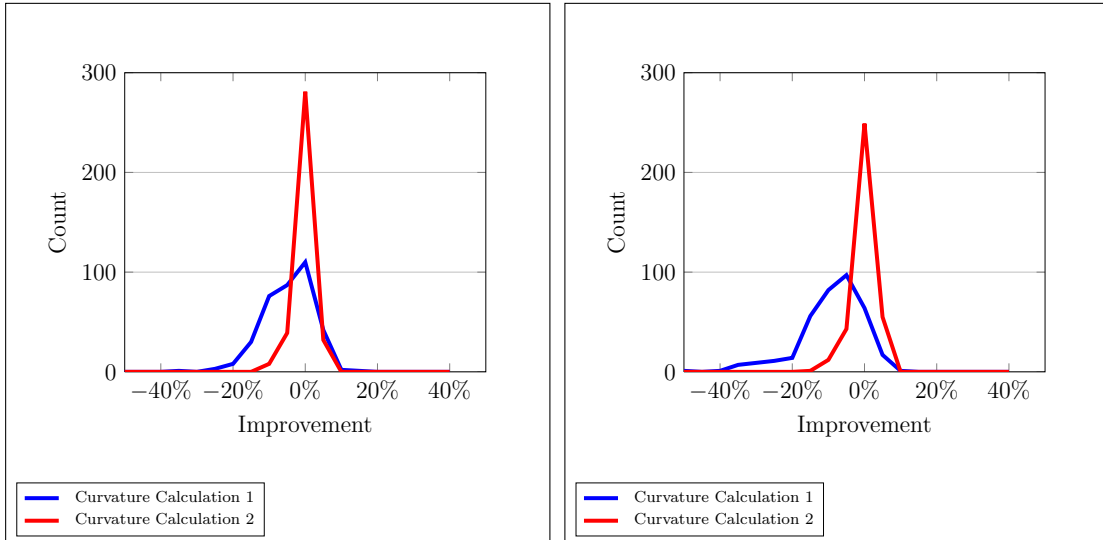 300
200
100
0
Count
−40%
−20%
0%
20%
40%
Improvement
Curvature Calculation 1
Curvature Calculation 2
300
200
100
0
Count
−40%
−20%
0%
20%
40%
Improvement
Curvature Calculation 1
Curvature Calculation 2